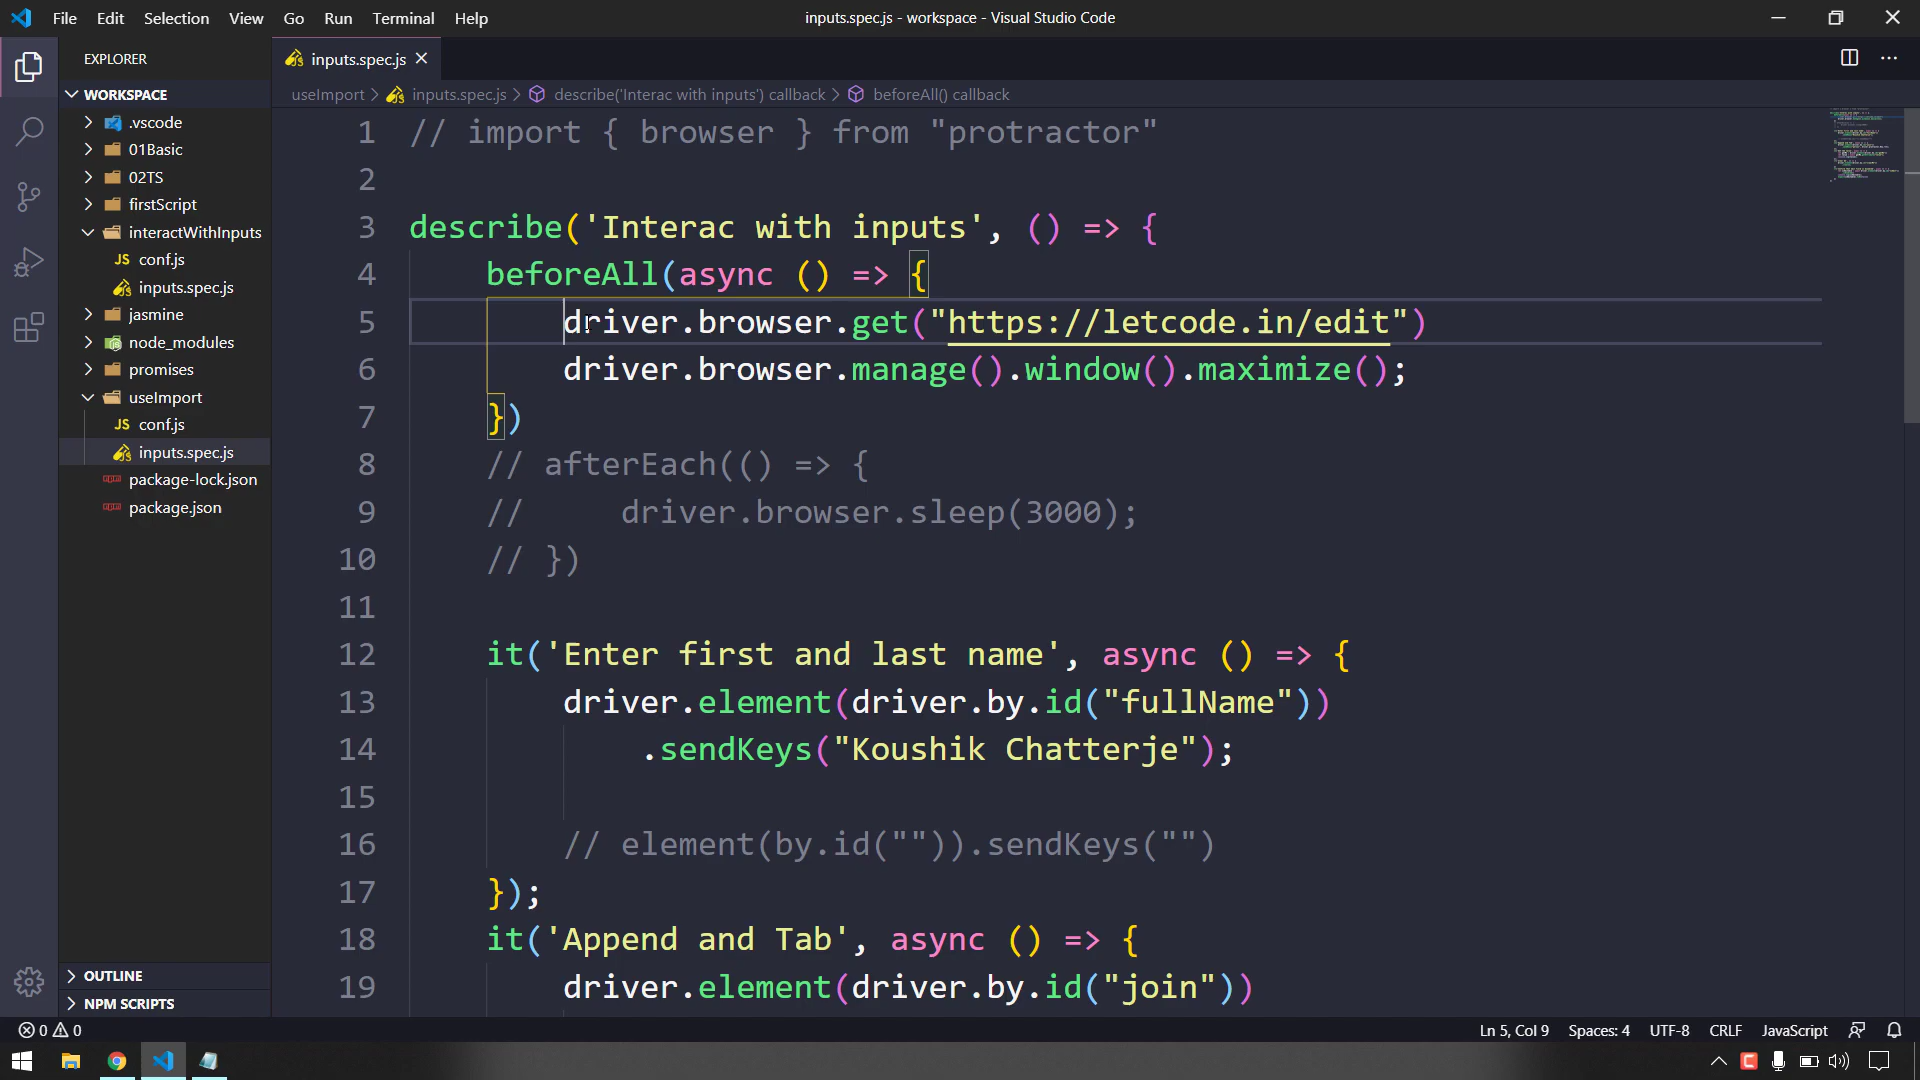 File Edit Selection View Go Run Terminal Help
inputs.spec.js - workspace - Visual Studio Code
EXPLORER
WORKSPACE
.vscode
01Basic
02TS
firstScript
interactWithInputs
JS conf.js
inputs.spec.js
jasmine
node_modules
promises
useImport
JS conf.js
inputs.spec.js
package-lock.json
package.json
OUTLINE
NPM SCRIPTS
inputs.spec.js
useImport > inputs.spec.js > describe('Interac with inputs') callback > beforeAll() callback
1 // import { browser } from "protractor"
2
3 describe('Interac with inputs', () => {
4 beforeAll(async () => {
5 driver.browser.get("https://letcode.in/edit")
6 driver.browser.manage().window().maximize();
7 })
8 // afterEach(() => {
9 // driver.browser.sleep(3000);
10 // })
11
12 it('Enter first and last name', async () => {
13 driver.element(driver.by.id("fullName"))
14 .sendKeys("Koushik Chatterje");
15
16 // element(by.id("")).sendKeys("")
17 });
18 it('Append and Tab', async () => {
19 driver.element(driver.by.id("join"))
0 0
Ln 5, Col 9 Spaces: 4 UTF-8 CRLF JavaScript